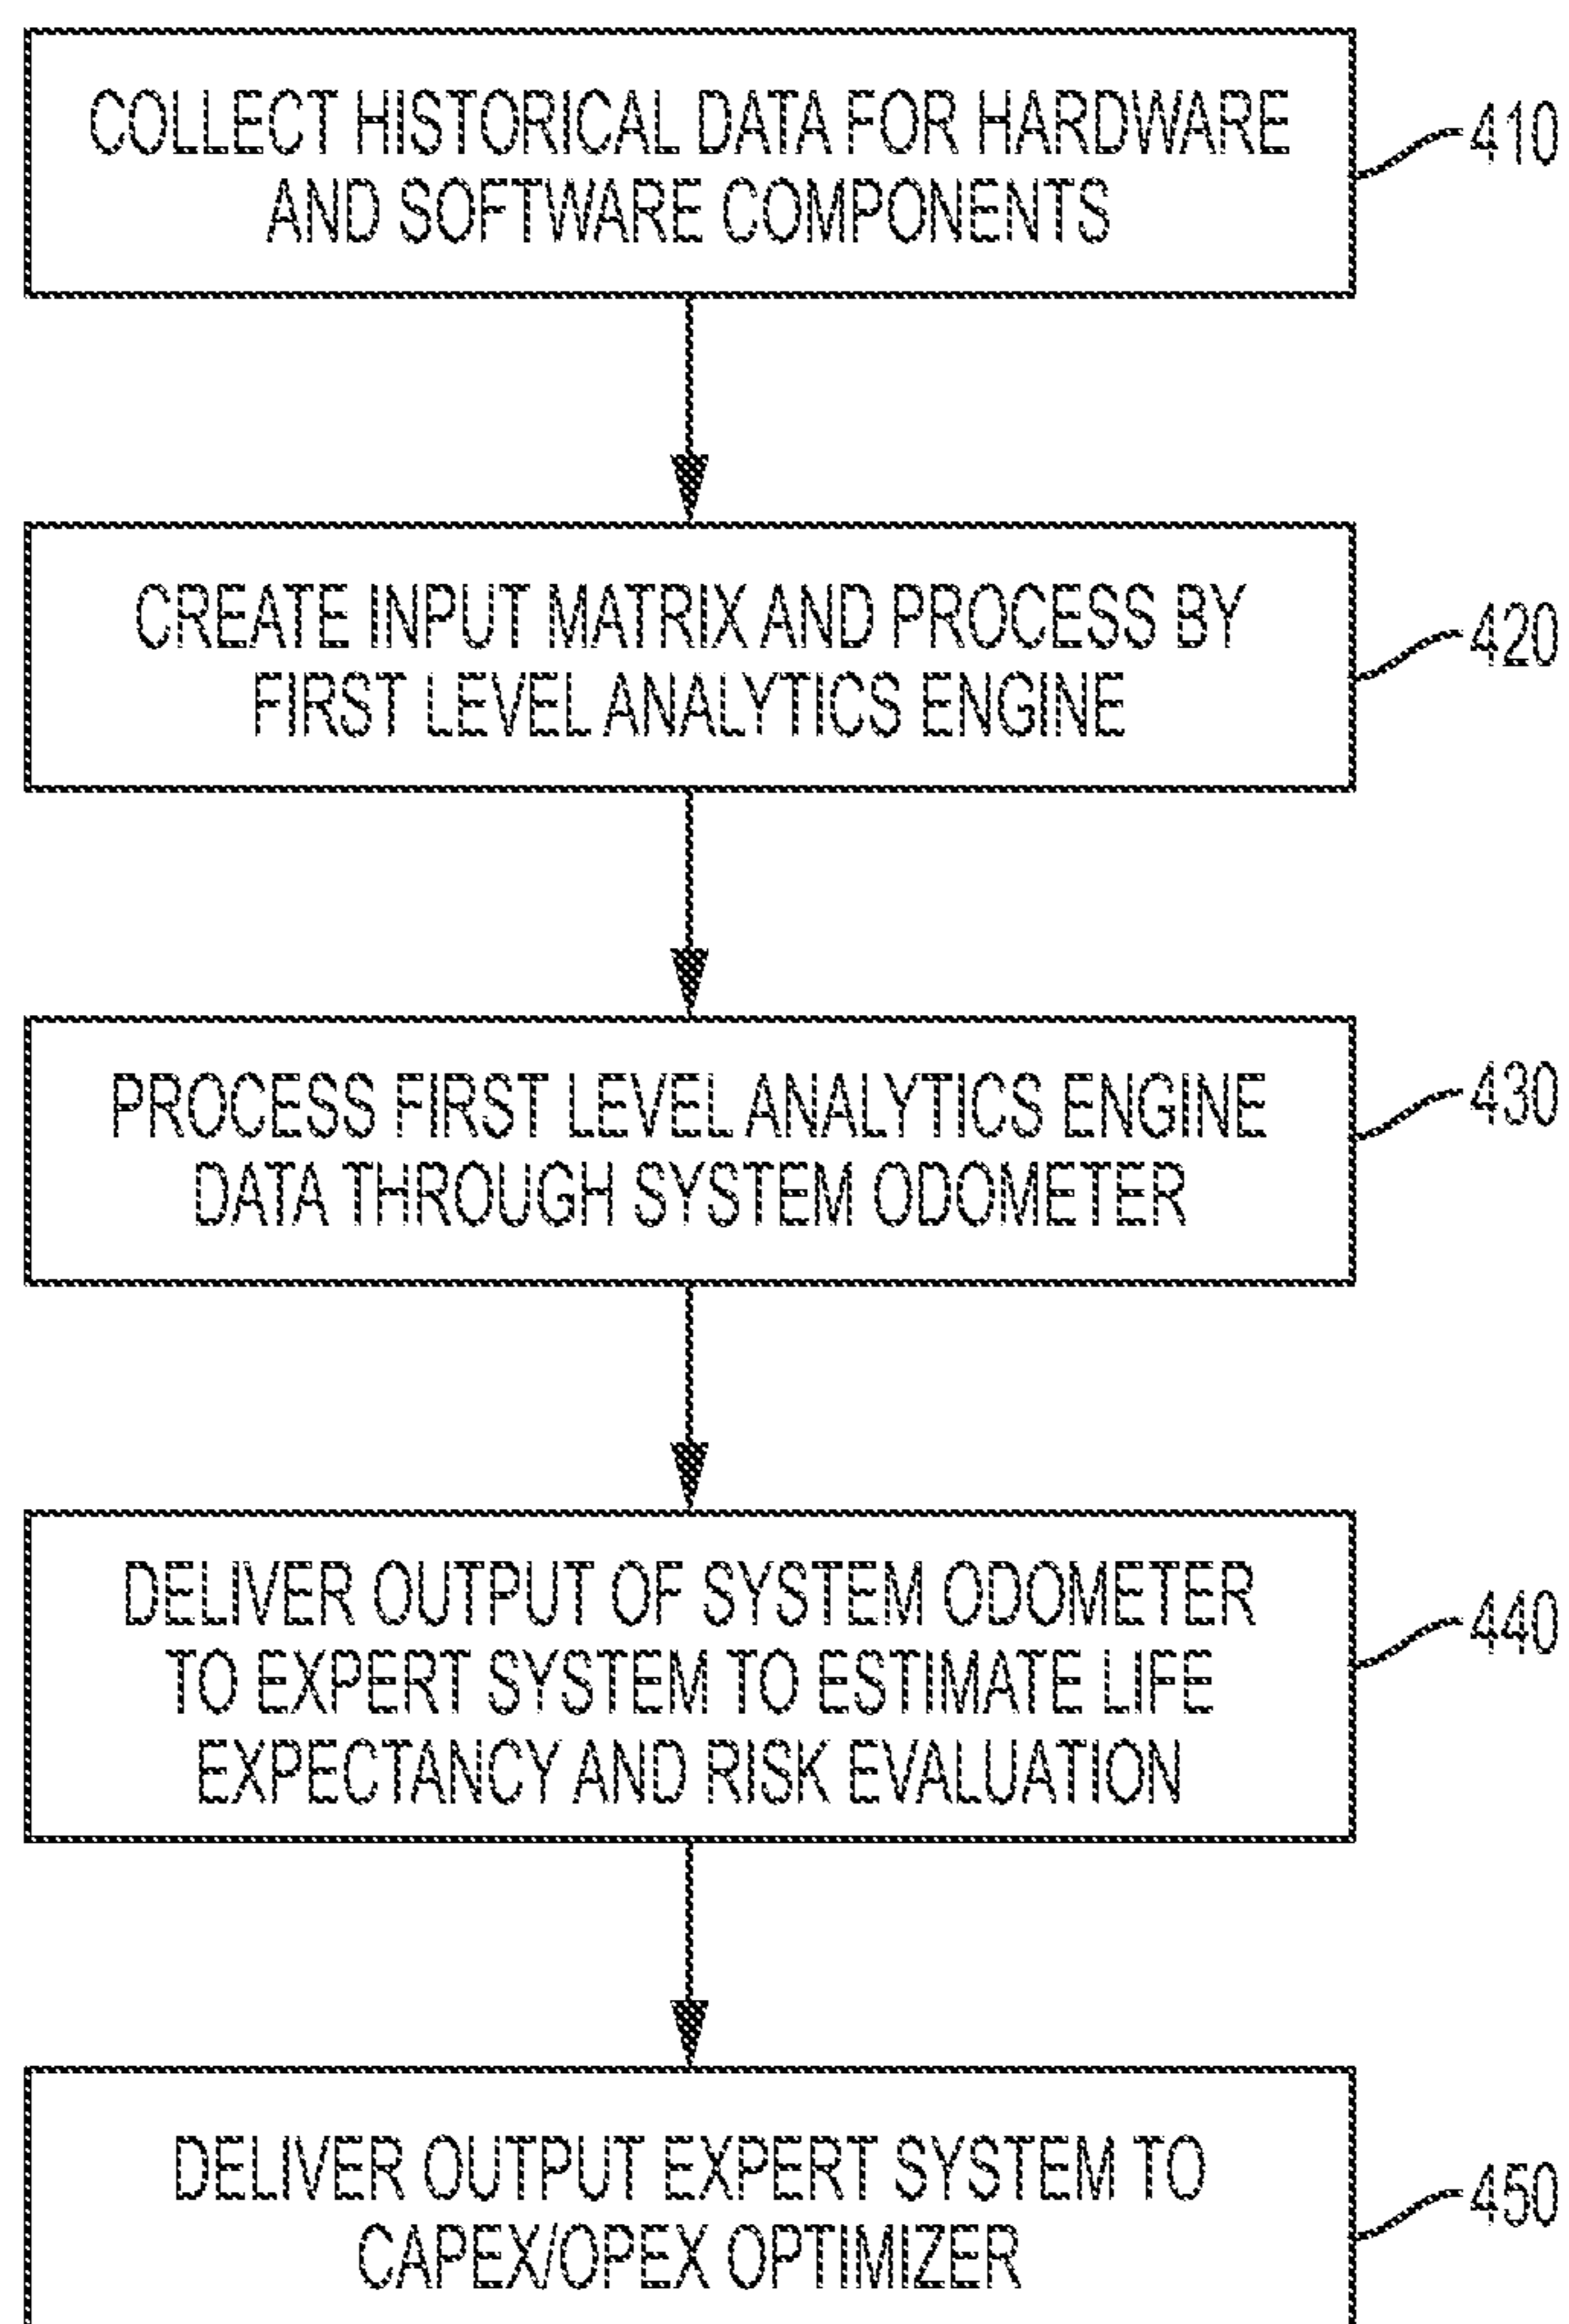 COLLECT HISTORICAL DATA FOR HARDWARE
AND SOFTWARE COMPONENTS
410
CREATE INPUT MATRIX AND PROCESS BY
FIRST LEVEL ANALYTICS ENGINE
420
PROCESS FIRST LEVEL ANALYTICS ENGINE
DATA THROUGH SYSTEM ODOMETER
430
DELIVER OUTPUT OF SYSTEM ODOMETER
TO EXPERT SYSTEM TO ESTIMATE LIFE
EXPECTANCY AND RISK EVALUATION
440
DELIVER OUTPUT EXPERT SYSTEM TO
CAPEX/OPEX OPTIMIZER
450